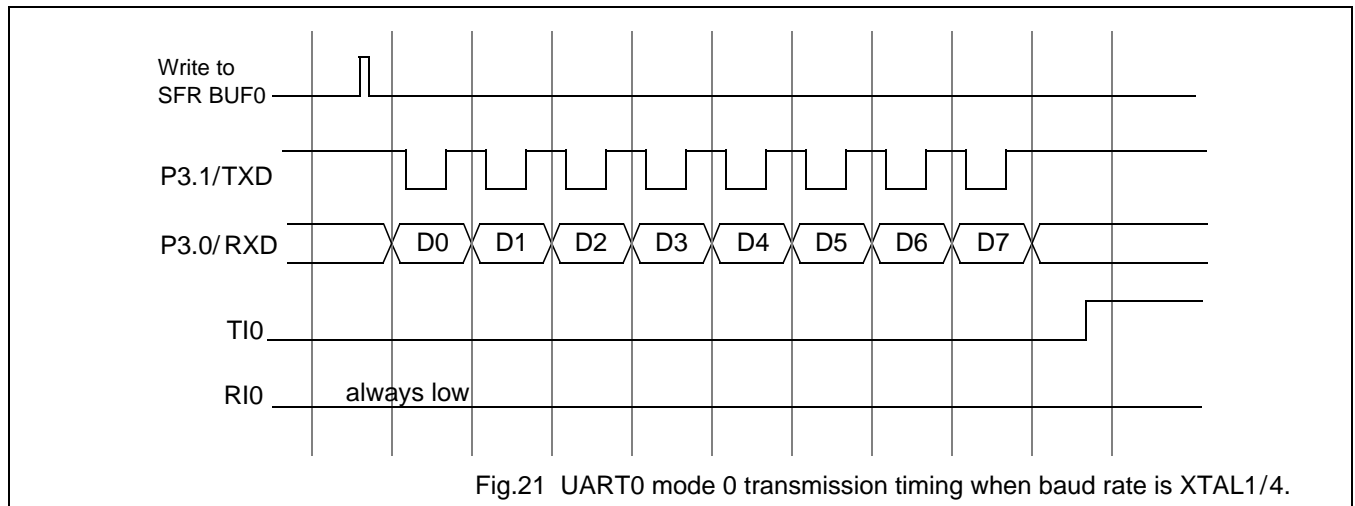 Write to
SFR BUF0
P3.1/TXD
P3.0/RXD
D0 D1 D2 D3 D4 D5 D6 D7
TI0
RI0
always low
Fig.21 UART0 mode 0 transmission timing when baud rate is XTAL1/4.